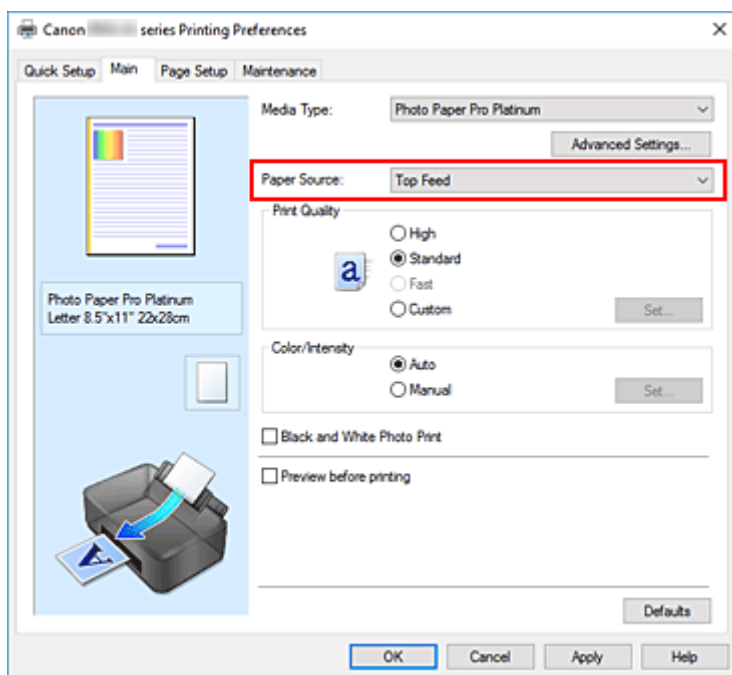 Canon series Printing Preferences
Quick Setup Main Page Setup Maintenance
Media Type: Photo Paper Pro Platinum
Advanced Settings...
Paper Source: Top Feed
Print Quality
High
a
Standard
Fast
Custom
Set...
Photo Paper Pro Platinum
Letter 8.5"x11" 22x28cm
Color/Intensity
Auto
Manual
Set...
Black and White Photo Print
Preview before printing
A
Defaults
OK Cancel Apply Help